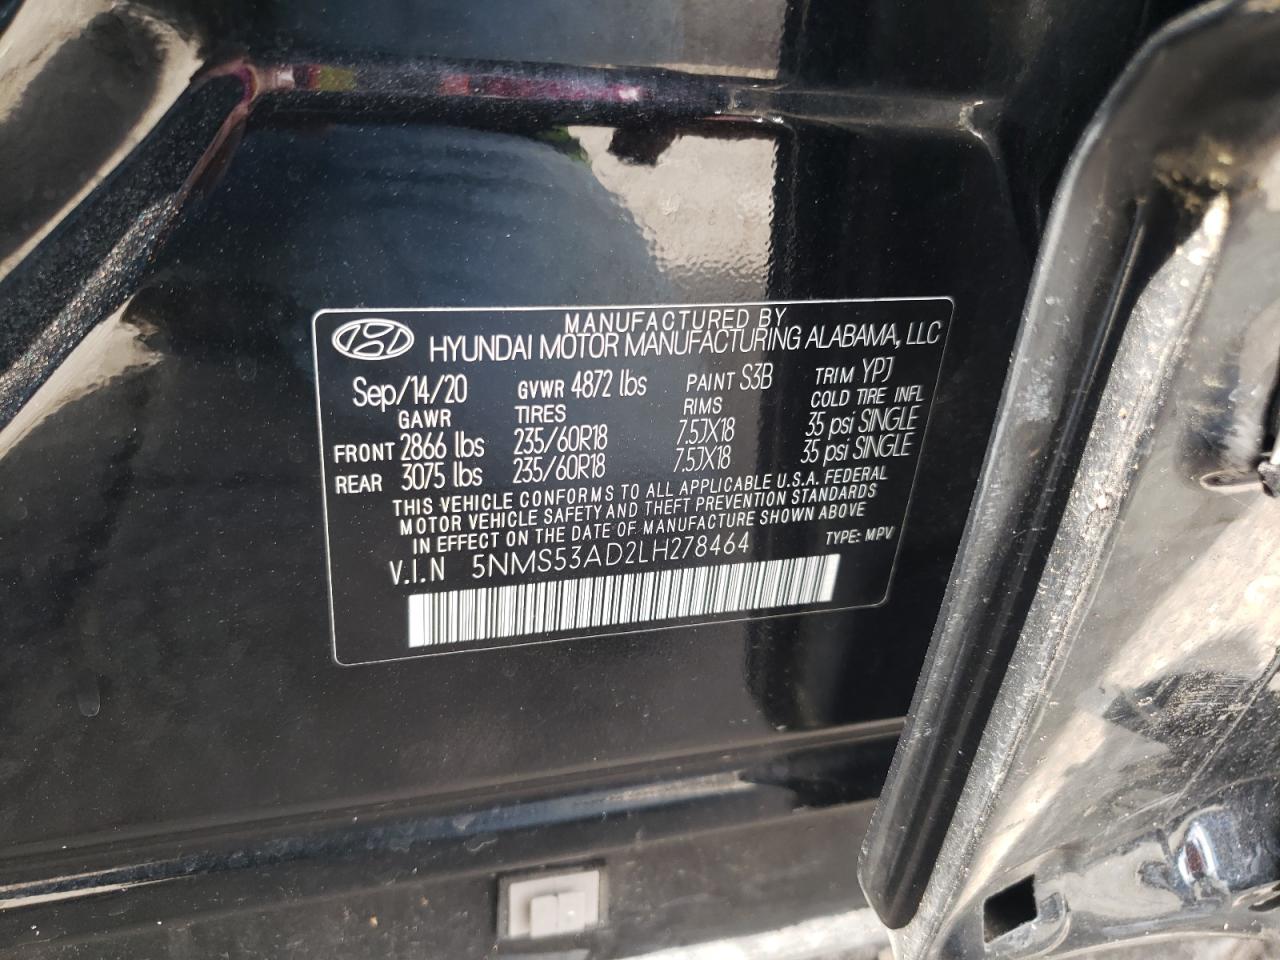 MANUFACTURED BY
HYUNDAI MOTOR MANUFACTURING ALABAMA, LLC
Sep/14/20 GVWR 4872 lbs PAINT S3B TRIM YPJ
GAWR TIRES RIMS COLD TIRE INFL
FRONT 2866 lbs 235/60R18 7.5JX18 35 psi SINGLE
REAR 3075 lbs 235/60R18 7.5JX18 35 psi SINGLE
THIS VEHICLE CONFORMS TO ALL APPLICABLE U.S.A. FEDERAL
MOTOR VEHICLE SAFETY AND THEFT PREVENTION STANDARDS
IN EFFECT ON THE DATE OF MANUFACTURE SHOWN ABOVE
V.I.N 5NMS53AD2LH278464 TYPE: MPV